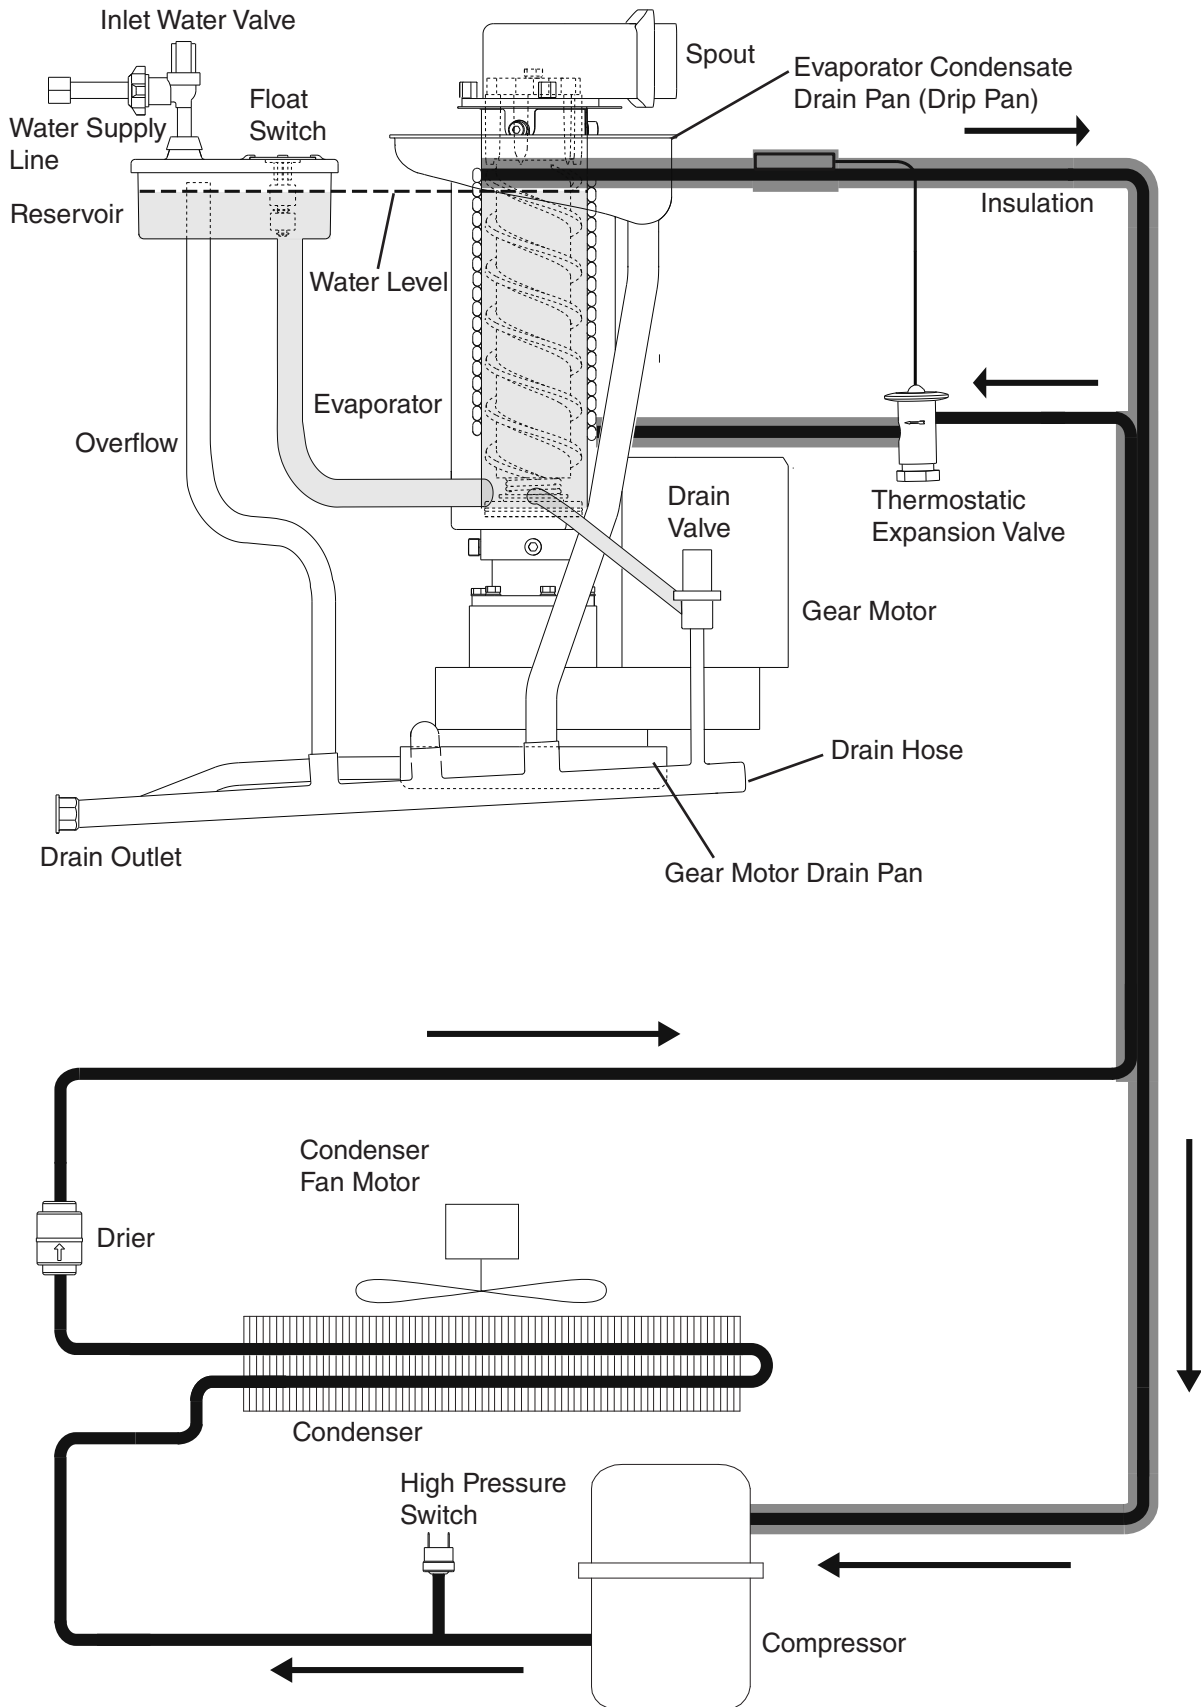 Inlet Water Valve
Spout
Evaporator Condensate
Drain Pan (Drip Pan)
Float
Switch
Water Supply
Line
Reservoir
Insulation
Water Level
Evaporator
Overflow
Drain
Valve
Thermostatic
Expansion Valve
Gear Motor
Drain Hose
Drain Outlet
Gear Motor Drain Pan
Condenser
Fan Motor
Drier
Condenser
High Pressure
Switch
Compressor